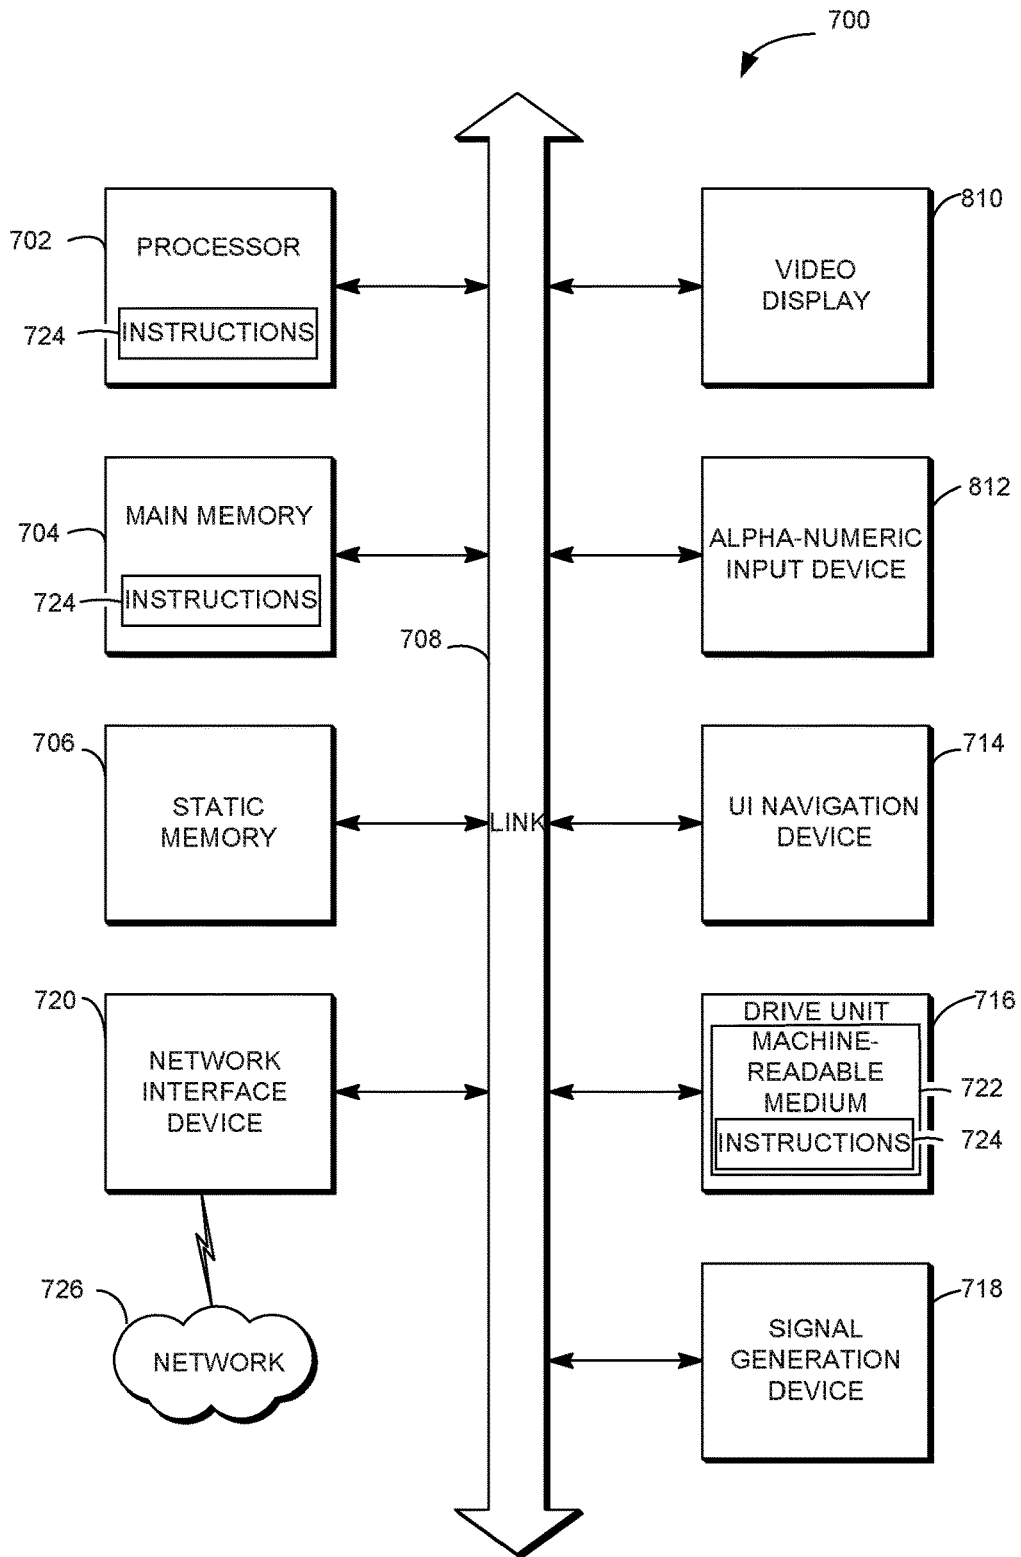 700
702
PROCESSOR
724
INSTRUCTIONS
810
VIDEO
DISPLAY
704
MAIN MEMORY
724
INSTRUCTIONS
812
ALPHA-NUMERIC
INPUT DEVICE
708
LINK
706
STATIC
MEMORY
714
UI NAVIGATION
DEVICE
720
NETWORK
INTERFACE
DEVICE
716
DRIVE UNIT
MACHINE-
READABLE
MEDIUM
722
INSTRUCTIONS
724
726
NETWORK
718
SIGNAL
GENERATION
DEVICE